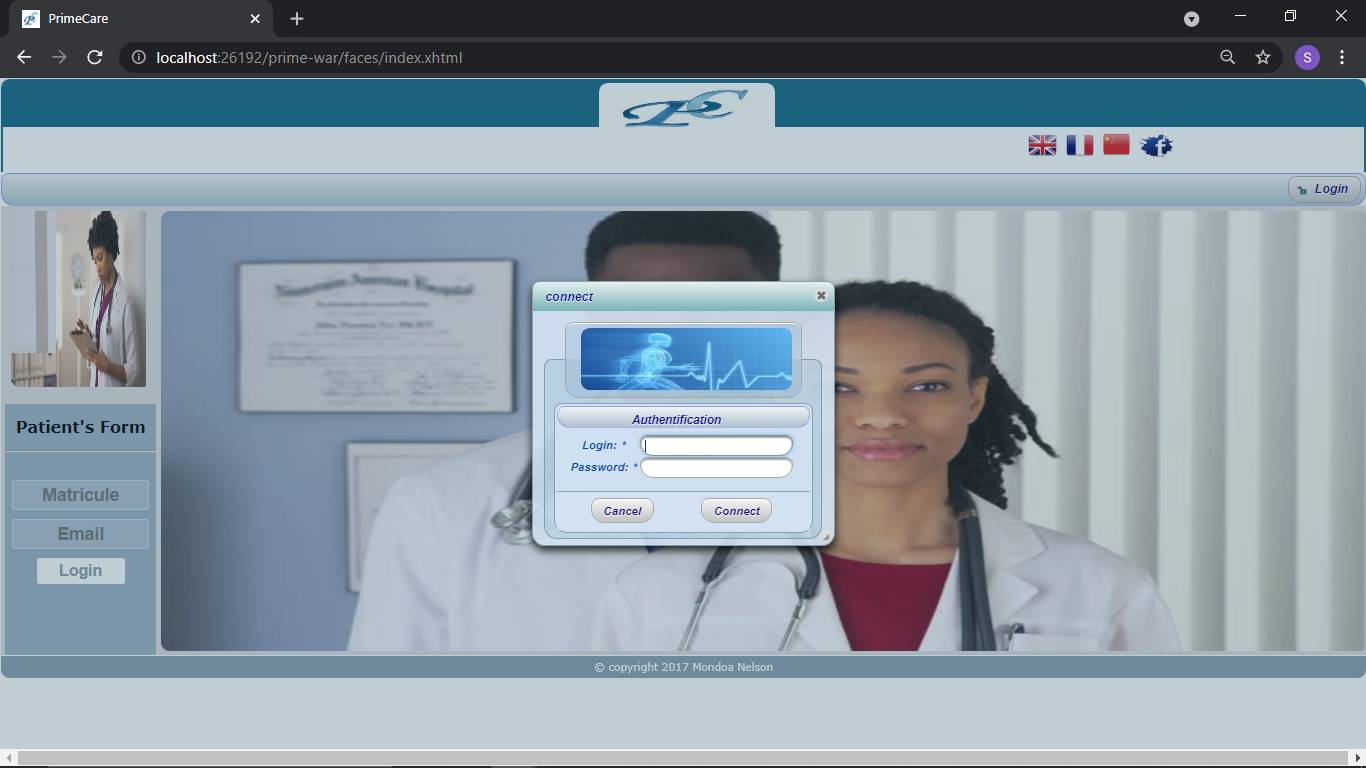 PrimeCare
S
localhost:26192/prime-war/faces/index.xhtml
PC
Login
connect
Authentification
Login: *
Password: *
Cancel
Connect
Patient's Form
Matricule
Email
Login
© copyright 2017 Mondoa Nelson